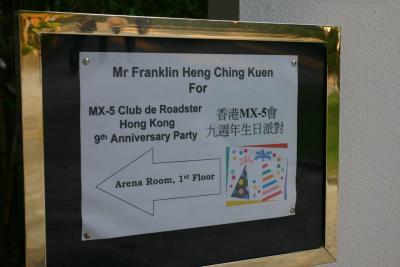 Mr Franklin Heng Ching Kuen
For
MX-5 Club de Roadster
Hong Kong
9th Anniversary Party
香港MX-5會
九週年生日派對
Arena Room, 1st Floor